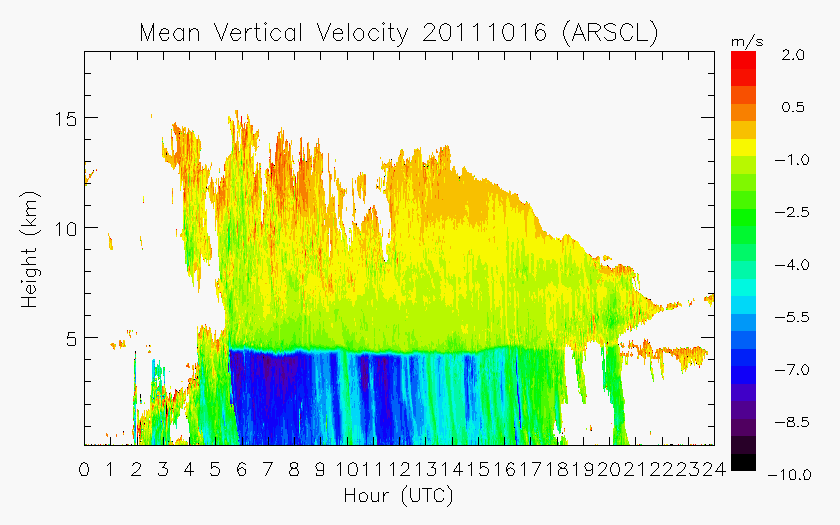 Mean Vertical Velocity 20111016 (ARSCL)
m/s
2.0
0.5
-1.0
-2.5
-4.0
-5.5
-7.0
-8.5
-10.0
15
10
5
Height (km)
0 1 2 3 4 5 6 7 8 9 10 11 12 13 14 15 16 17 18 19 20 21 22 23 24
Hour (UTC)